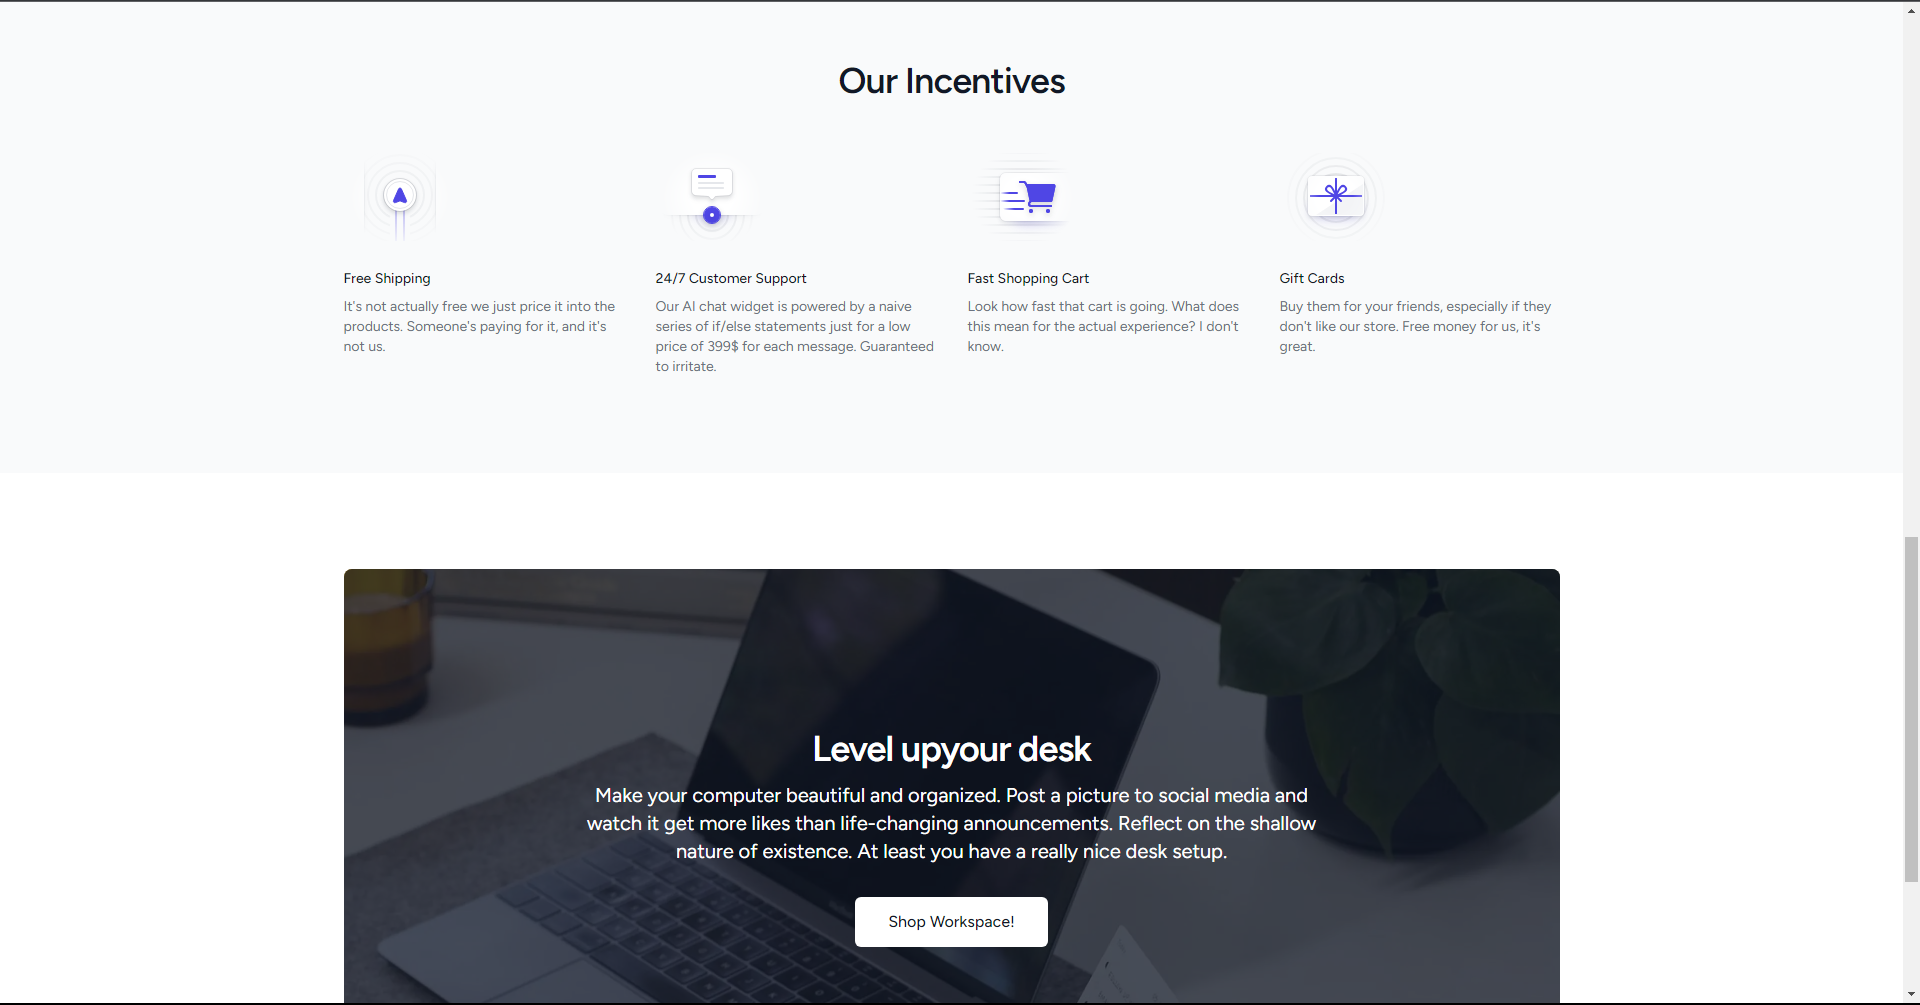 Our Incentives
Free Shipping
It's not actually free we just price it into the
products. Someone's paying for it, and it's
not us.
24/7 Customer Support
Our AI chat widget is powered by a naive
series of if/else statements just for a low
price of 399$ for each message. Guaranteed
to irritate.
Fast Shopping Cart
Look how fast that cart is going. What does
this mean for the actual experience? I don't
know.
Gift Cards
Buy them for your friends, especially if they
don't like our store. Free money for us, it's
great.
Level upyour desk
Make your computer beautiful and organized. Post a picture to social media and
watch it get more likes than life-changing announcements. Reflect on the shallow
nature of existence. At least you have a really nice desk setup.
Shop Workspace!